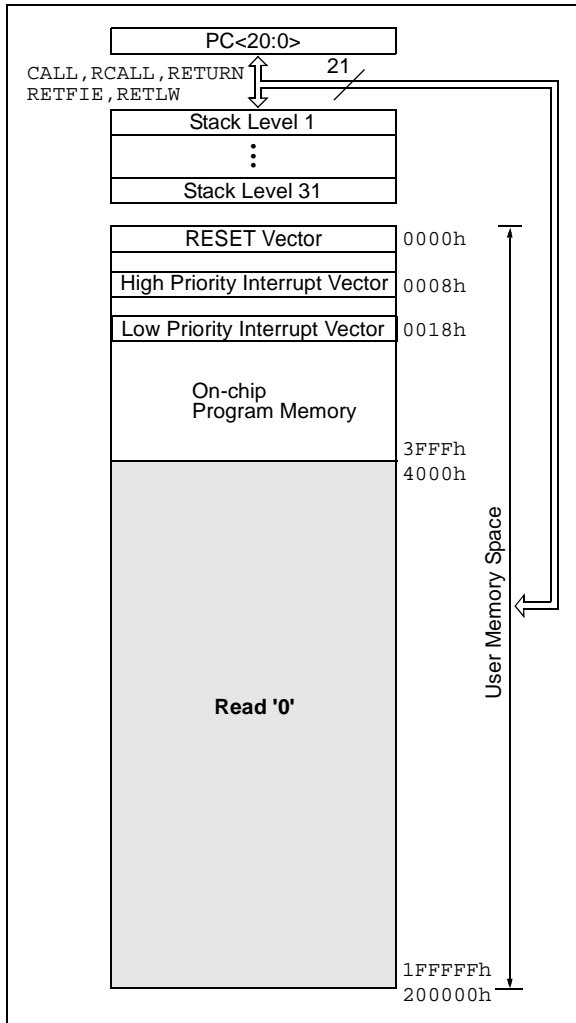 PC<20:0>
CALL,RCALL,RETURN
RETFIE,RETLW
21
Stack Level 1
Stack Level 31
RESET Vector
0000h
High Priority Interrupt Vector
0008h
Low Priority Interrupt Vector
0018h
On-chip
Program Memory
3FFFh
4000h
User Memory Space
Read '0'
1FFFFFh
200000h